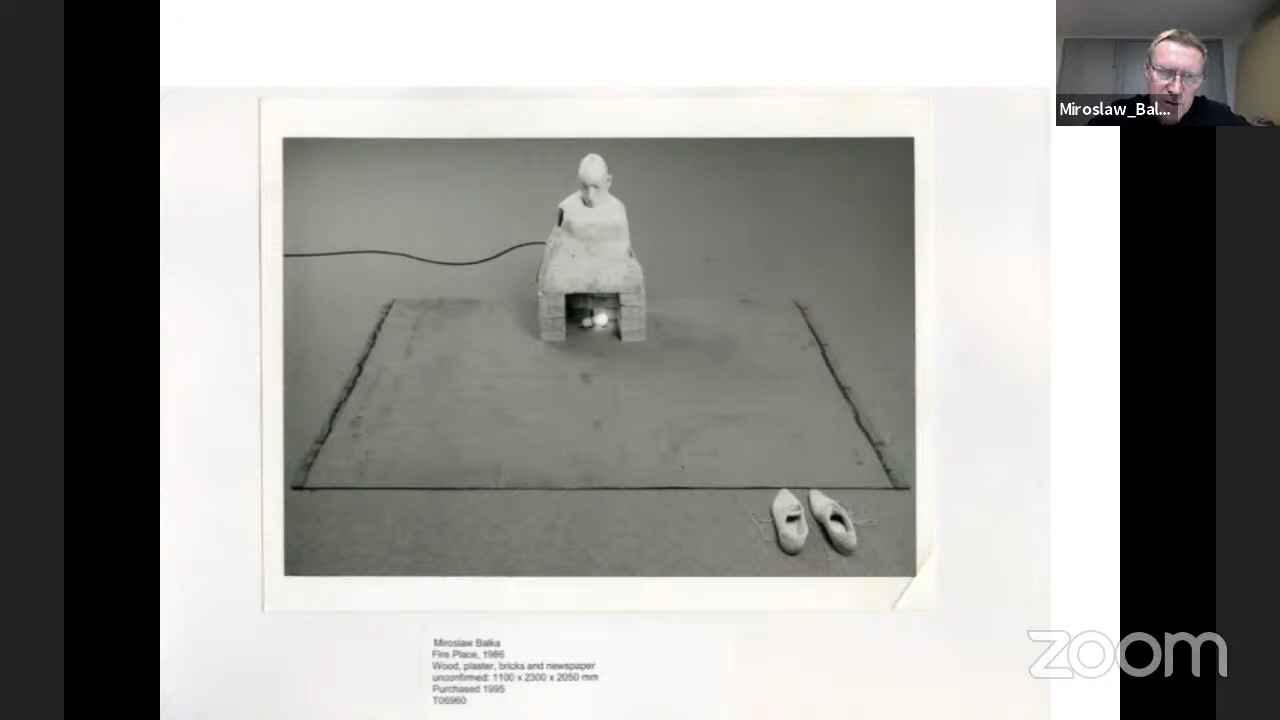 Miroslaw_Bal...
Miroslaw Balka
Fire Place, 1986
Wood, plaster, bricks and newspaper
unconfirmed: 1100 x 2300 x 2050 mm
Purchased 1995
T06960
zoom